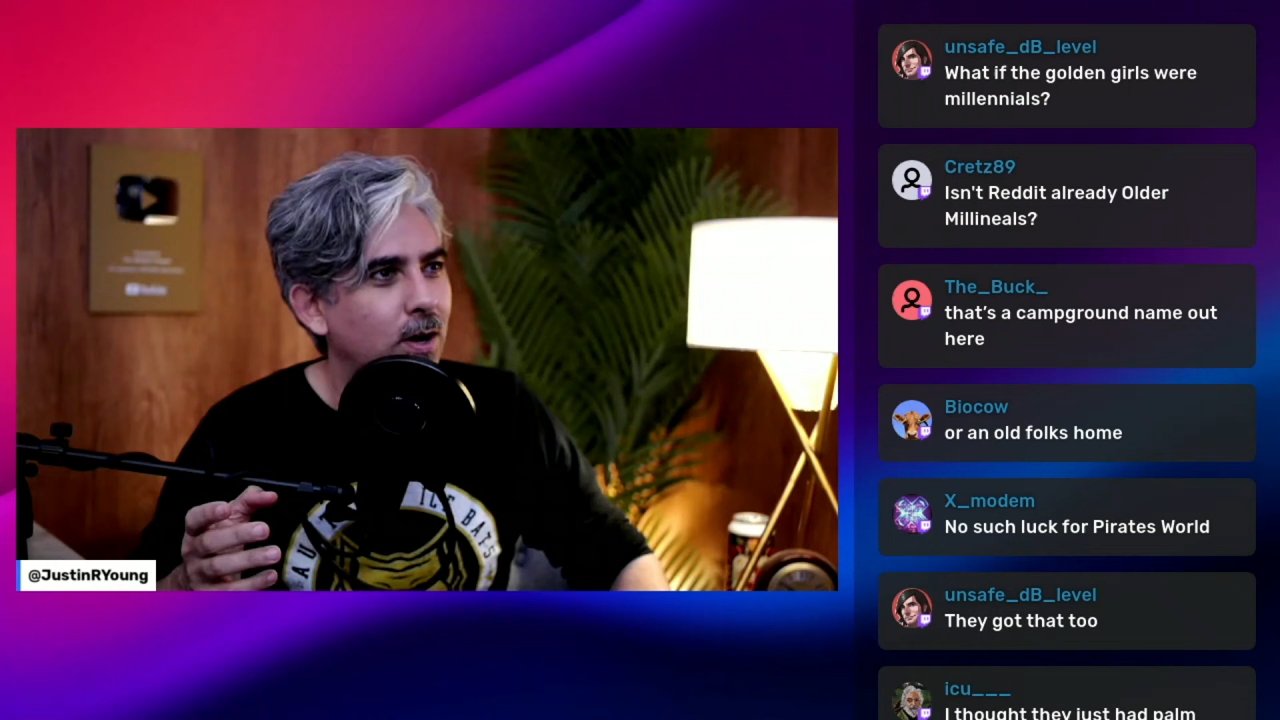 unsafe_dB_level
What if the golden girls were
millennials?
Cretz89
Isn't Reddit already Older
Millineals?
The_Buck_
that's a campground name out
here
Biocow
or an old folks home
X_modem
No such luck for Pirates World
unsafe_dB_level
They got that too
icu___
I thought they just had palm
ICE BATS
@JustinRYoung